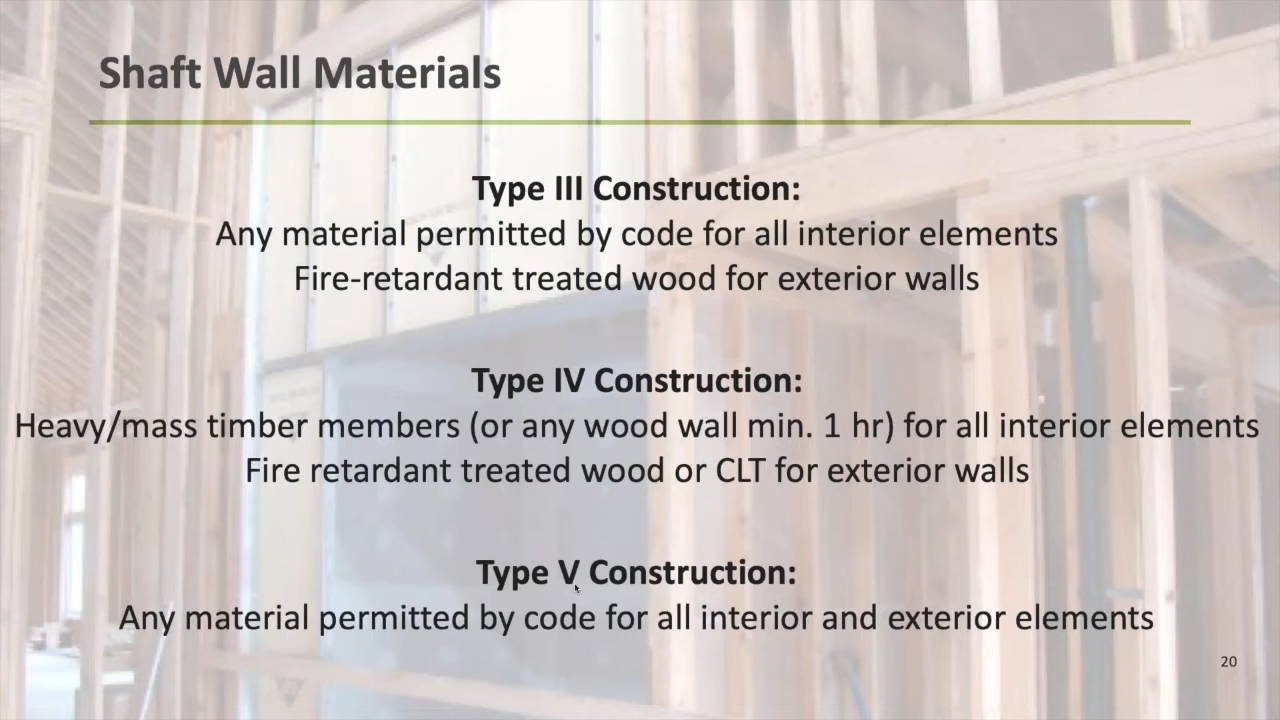 Shaft Wall Materials
Type III Construction:
Any material permitted by code for all interior elements
Fire-retardant treated wood for exterior walls
Type IV Construction:
Heavy/mass timber members (or any wood wall min. 1 hr) for all interior elements
Fire retardant treated wood or CLT for exterior walls
Type V Construction:
Any material permitted by code for all interior and exterior elements
20